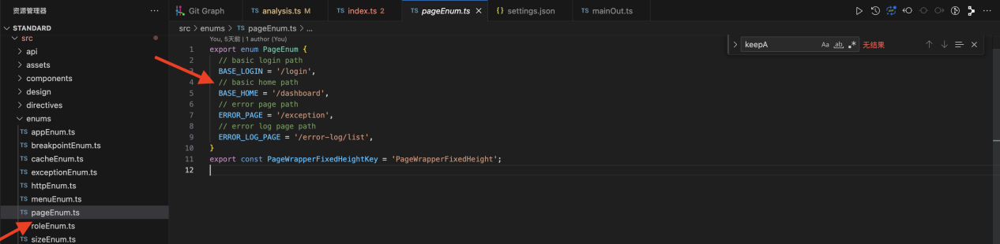 资源管理器 ···
Git Graph TS analysis.ts M TS index.ts 2 TS pageEnum.ts {} settings.json TS mainOut.ts
STANDARD
src
api
assets
components
design
directives
enums
TS appEnum.ts
TS breakpointEnum.ts
TS cacheEnum.ts
TS exceptionEnum.ts
TS httpEnum.ts
TS menuEnum.ts
TS pageEnum.ts
roleEnum.ts
TS sizeEnum.ts
src > enums > TS pageEnum.ts > ...
You, 5天前 | 1 author (You)
1 export enum PageEnum {
2 // basic login path
3 BASE_LOGIN = '/login',
4 // basic home path
5 BASE_HOME = '/dashboard',
6 // error page path
7 ERROR_PAGE = '/exception',
8 // error log page path
9 ERROR_LOG_PAGE = '/error-log/list',
10 }
11 export const PageWrapperFixedHeightKey = 'PageWrapperFixedHeight';
12
keepA Aa ab .* 无结果